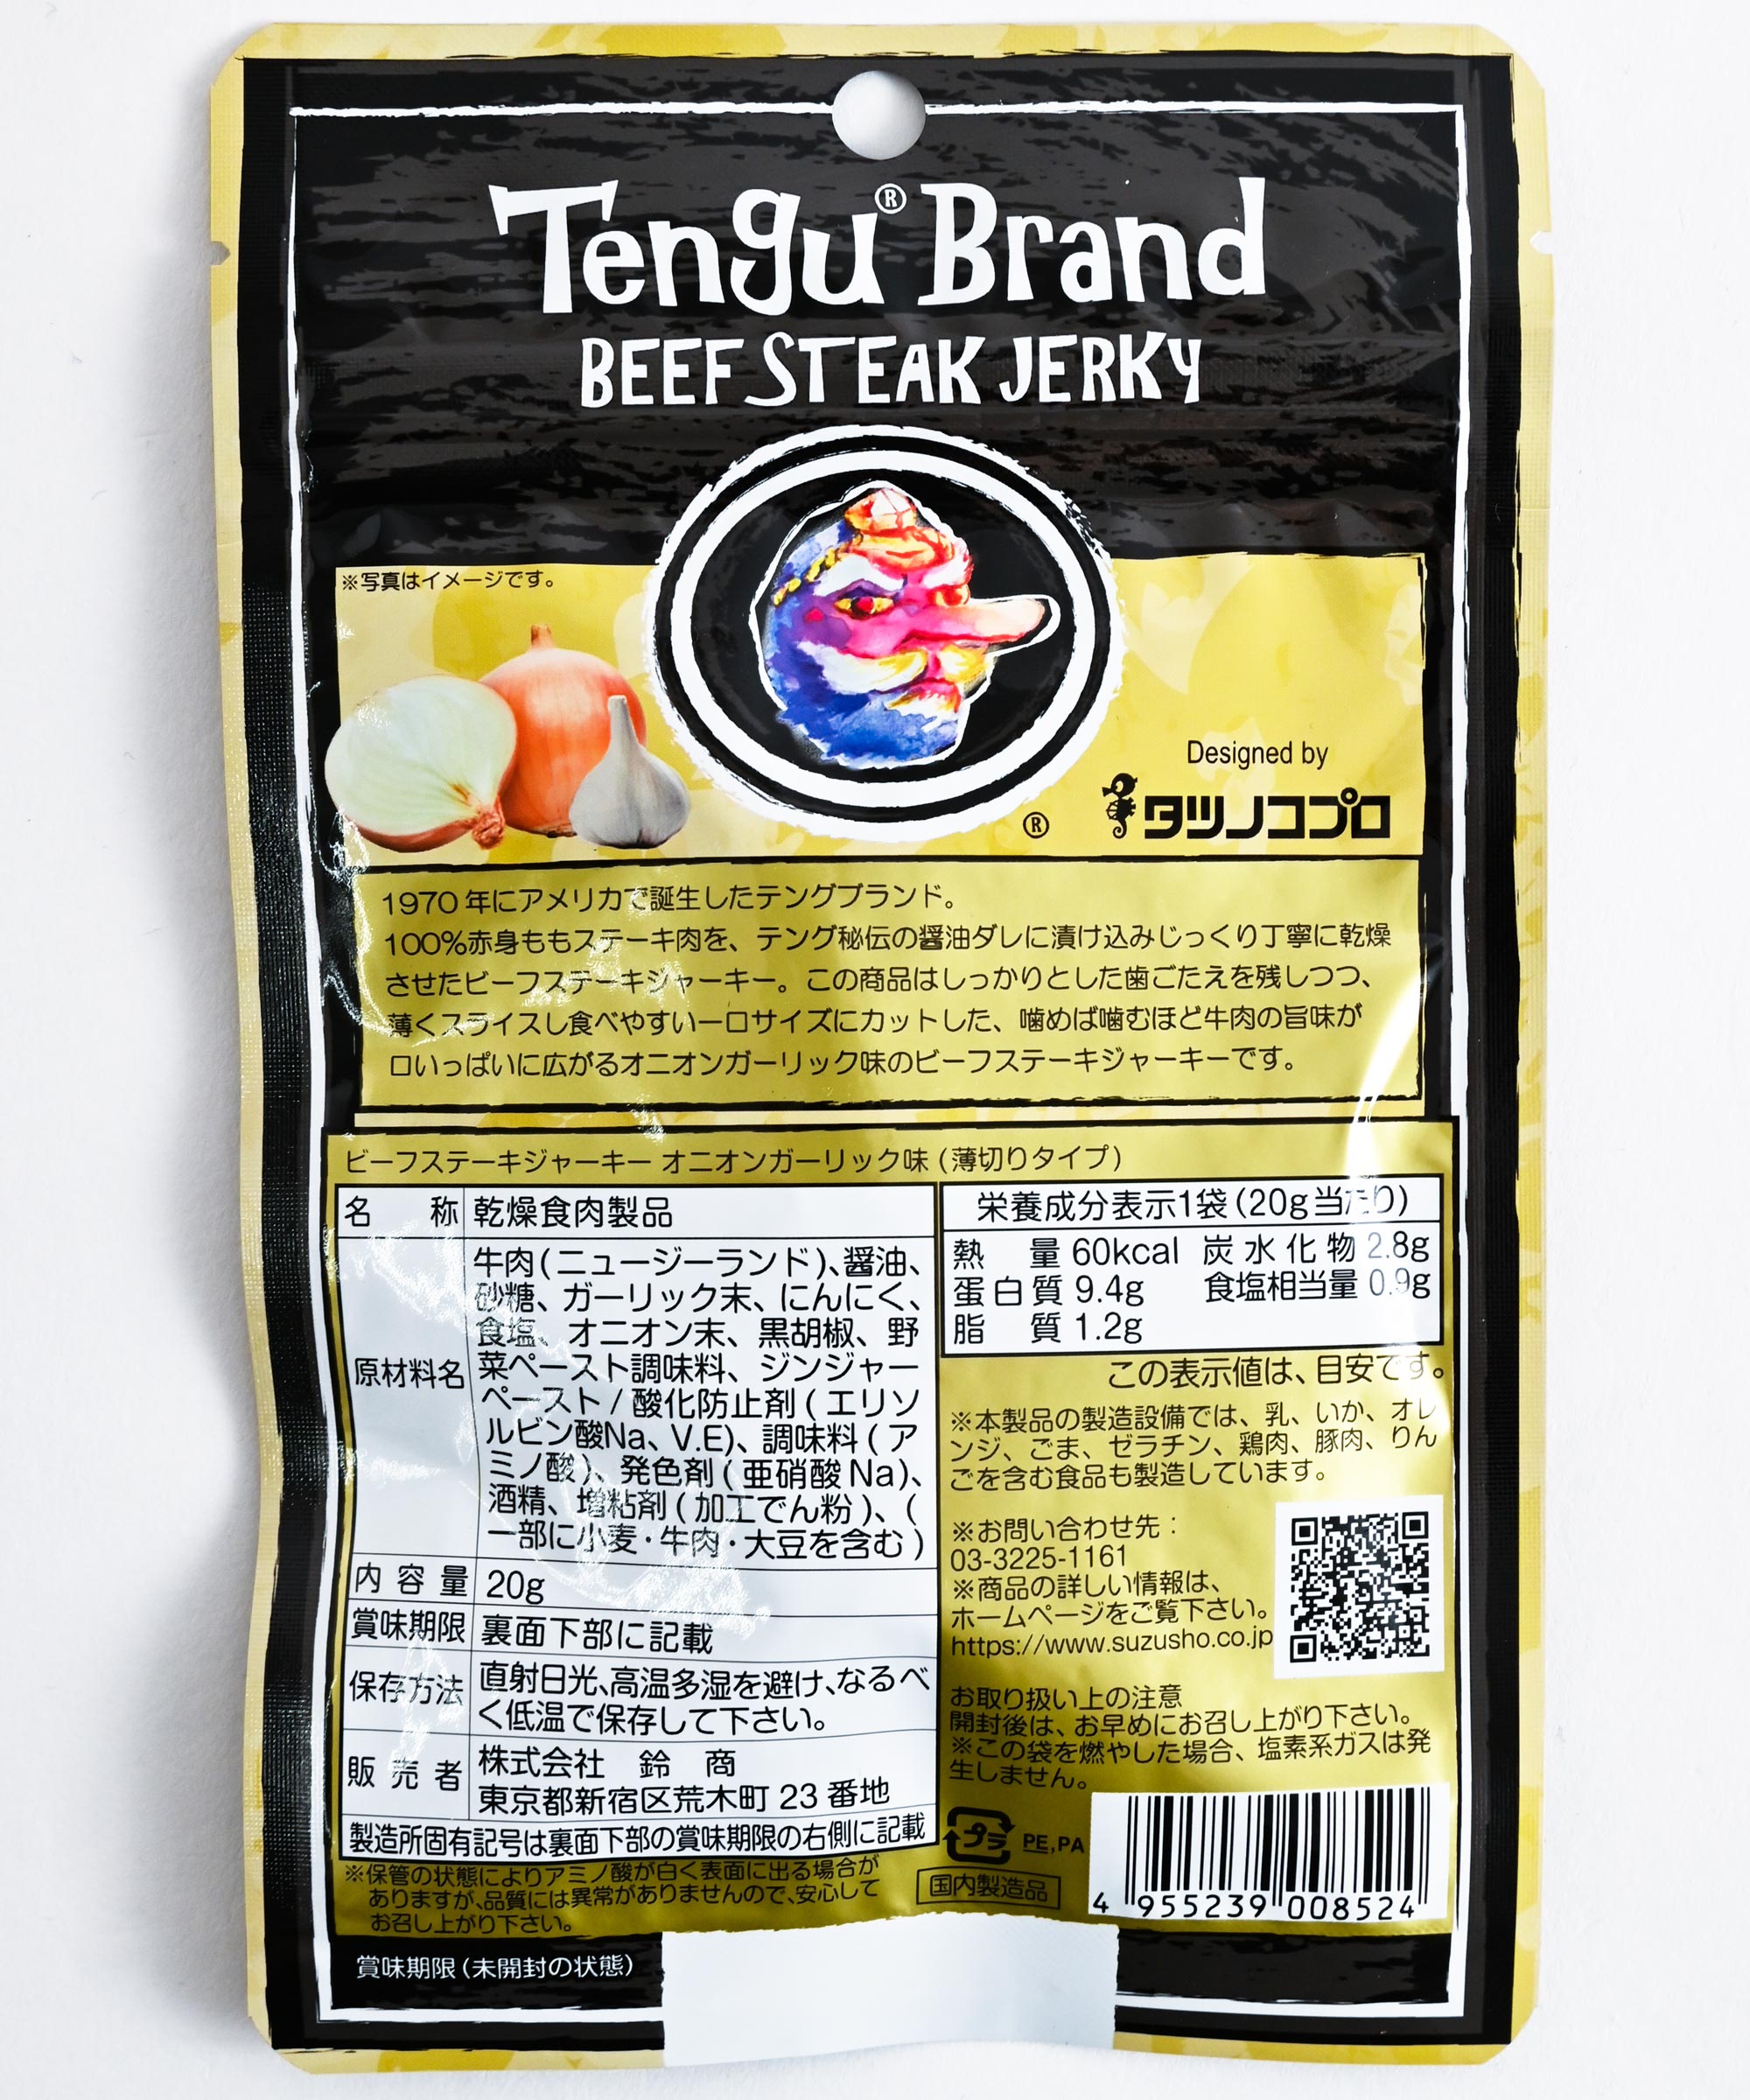 Tengu® Brand
BEEF STEAK JERKY
※写真はイメージです。
Designed by
®
タツノコプロ
1970年にアメリカで誕生したテングブランド。
100%赤身ももステーキ肉を、テング秘伝の醤油ダレに漬け込みじっくり丁寧に乾燥
させたビーフステーキジャーキー。この商品はしっかりとした歯ごたえを残しつつ、
薄くスライスし食べやすい一口サイズにカットした、噛めば噛むほど牛肉の旨味が
口いっぱいに広がるオニオンガーリック味のビーフステーキジャーキーです。
ビーフステーキジャーキー オニオンガーリック味(薄切りタイプ)
名 称 乾燥食肉製品
原材料名
牛肉(ニュージーランド)、醤油、
砂糖、ガーリック末、にんにく、
食塩、オニオン末、黒胡椒、野
菜ペースト調味料、ジンジャー
ペースト/酸化防止剤(エリソ
ルビン酸Na、V.E)、調味料(ア
ミノ酸)、発色剤(亜硝酸Na)、
酒精、増粘剤(加工でん粉)、(
一部に小麦・牛肉・大豆を含む)
内容量 20g
賞味期限 裏面下部に記載
保存方法 直射日光、高温多湿を避け、なるべ
く低温で保存して下さい。
販売者 株式会社 鈴 商
東京都新宿区荒木町 23 番地
製造所固有記号は裏面下部の賞味期限の右側に記載
※保管の状態によりアミノ酸が白く表面に出る場合が
ありますが、品質には異常がありませんので、安心して
お召し上がり下さい。
栄養成分表示1袋(20g当たり)
熱 量 60kcal 炭水化物 2.8g
蛋白質 9.4g 食塩相当量 0.9g
脂 質 1.2g
この表示値は、目安です。
※本製品の製造設備では、乳、いか、オレ
ンジ、ごま、ゼラチン、鶏肉、豚肉、りん
ごを含む食品も製造しています。
※お問い合わせ先:
03-3225-1161
※商品の詳しい情報は、
ホームページをご覧下さい。
https://www.suzusho.co.jp
お取り扱い上の注意
開封後は、お早めにお召し上がり下さい。
※この袋を燃やした場合、塩素系ガスは発
生しません。
プラ PE,PA
国内製造品
4 955239 008524
賞味期限(未開封の状態)